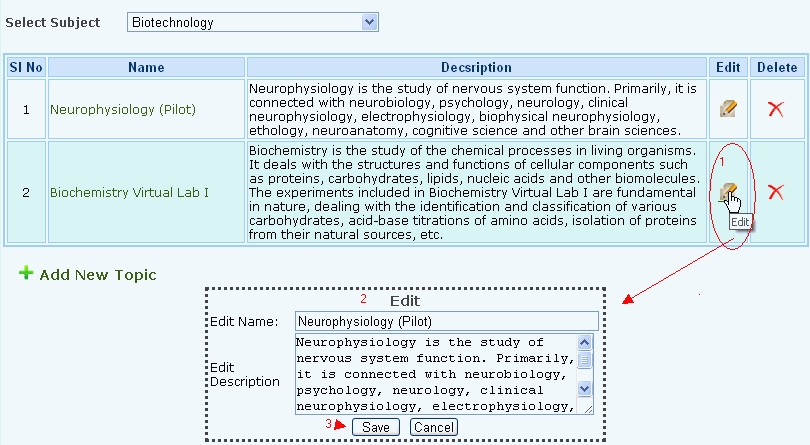 Select Subject Biotechnology
Sl No Name Decsription Edit Delete
1 Neurophysiology (Pilot)
Neurophysiology is the study of nervous system function. Primarily, it is
connected with neurobiology, psychology, neurology, clinical
neurophysiology, electrophysiology, biophysical neurophysiology,
ethology, neuroanatomy, cognitive science and other brain sciences.
2 Biochemistry Virtual Lab I
Biochemistry is the study of the chemical processes in living organisms.
It deals with the structures and functions of cellular components such
as proteins, carbohydrates, lipids, nucleic acids and other biomolecules.
The experiments included in Biochemistry Virtual Lab I are fundamental
in nature, dealing with the identification and classification of various
carbohydrates, acid-base titrations of amino acids, isolation of proteins
from their natural sources, etc.
1
Edit
Add New Topic
2 Edit
Edit Name: Neurophysiology (Pilot)
Edit Description
Neurophysiology is the study of
nervous system function. Primarily,
it is connected with neurobiology,
psychology, neurology, clinical
neurophysiology, electrophysiology,
3 Save Cancel